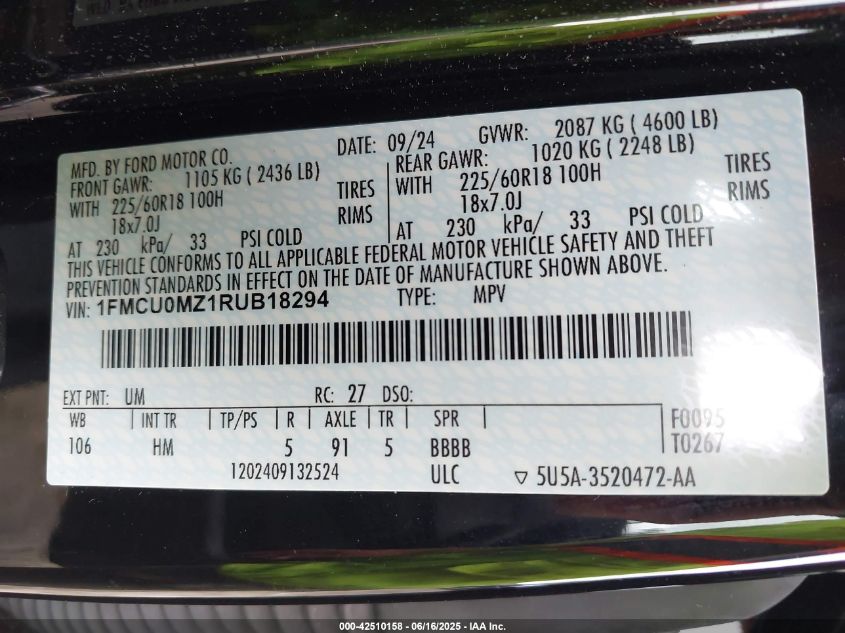 MFD. BY FORD MOTOR CO.
DATE: 09/24 GVWR: 2087 KG ( 4600 LB)
FRONT GAWR: 1105 KG ( 2436 LB)
WITH 225/60R18 100H TIRES
18x7.0J RIMS
AT 230 kPa/ 33 PSI COLD
REAR GAWR: 1020 KG ( 2248 LB)
WITH 225/60R18 100H TIRES
18x7.0J RIMS
AT 230 kPa/ 33 PSI COLD
THIS VEHICLE CONFORMS TO ALL APPLICABLE FEDERAL MOTOR VEHICLE SAFETY AND THEFT
PREVENTION STANDARDS IN EFFECT ON THE DATE OF MANUFACTURE SHOWN ABOVE.
VIN: 1FMCU0MZ1RUB18294 TYPE: MPV
EXT PNT: UM RC: 27 DSO:
WB INT TR TP/PS R AXLE TR SPR F0095
106 HM 5 91 5 BBBB T0267
1202409132524 ULC ▽ 5U5A-3520472-AA
000-42510158 - 06/16/2025 - IAA Inc.